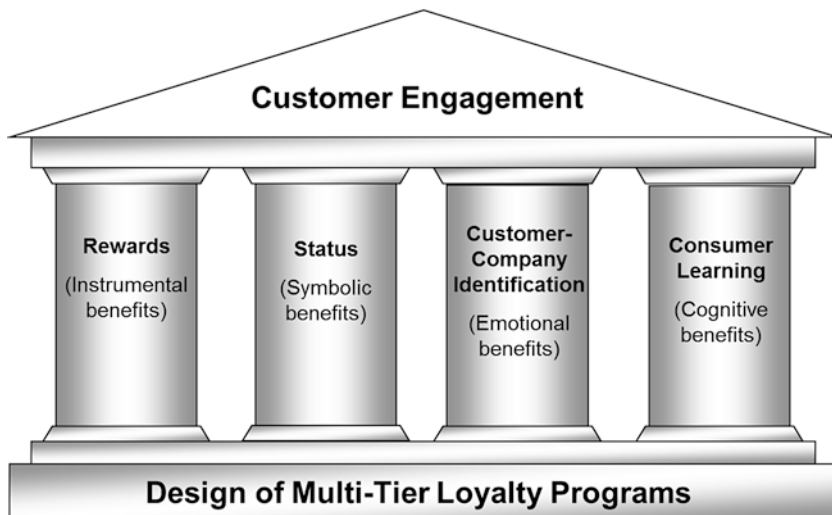 Customer Engagement
Rewards
(Instrumental
benefits)
Status
(Symbolic
benefits)
Customer-
Company
Identification
(Emotional
benefits)
Consumer
Learning
(Cognitive
benefits)
Design of Multi-Tier Loyalty Programs